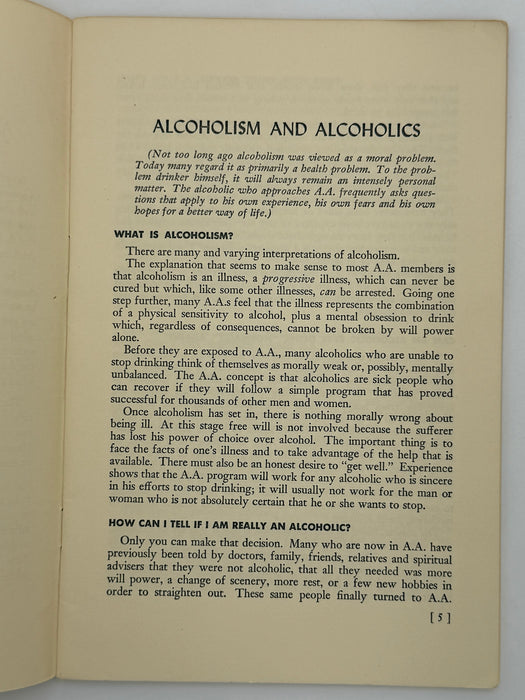 ALCOHOLISM AND ALCOHOLICS
(Not too long ago alcoholism was viewed as a moral problem.
Today many regard it as primarily a health problem. To the prob-
lem drinker himself, it will always remain an intensely personal
matter. The alcoholic who approaches A.A. frequently asks ques-
tions that apply to his own experience, his own fears and his own
hopes for a better way of life.)
WHAT IS ALCOHOLISM?
There are many and varying interpretations of alcoholism.
The explanation that seems to make sense to most A.A. members is
that alcoholism is an illness, a progressive illness, which can never be
cured but which, like some other illnesses, can be arrested. Going one
step further, many A.A.s feel that the illness represents the combination
of a physical sensitivity to alcohol, plus a mental obsession to drink
which, regardless of consequences, cannot be broken by will power
alone.
Before they are exposed to A.A., many alcoholics who are unable to
stop drinking think of themselves as morally weak or, possibly, mentally
unbalanced. The A.A. concept is that alcoholics are sick people who
can recover if they will follow a simple program that has proved
successful for thousands of other men and women.
Once alcoholism has set in, there is nothing morally wrong about
being ill. At this stage free will is not involved because the sufferer
has lost his power of choice over alcohol. The important thing is to
face the facts of one's illness and to take advantage of the help that is
available. There must also be an honest desire to "get well." Experience
shows that the A.A. program will work for any alcoholic who is sincere
in his efforts to stop drinking; it will usually not work for the man or
woman who is not absolutely certain that he or she wants to stop.
HOW CAN I TELL IF I AM REALLY AN ALCOHOLIC?
Only you can make that decision. Many who are now in A.A. have
previously been told by doctors, family, friends, relatives and spiritual
advisers that they were not alcoholic, that all they needed was more
will power, a change of scenery, more rest, or a few new hobbies in
order to straighten out. These same people finally turned to A.A.
[ 5 ]